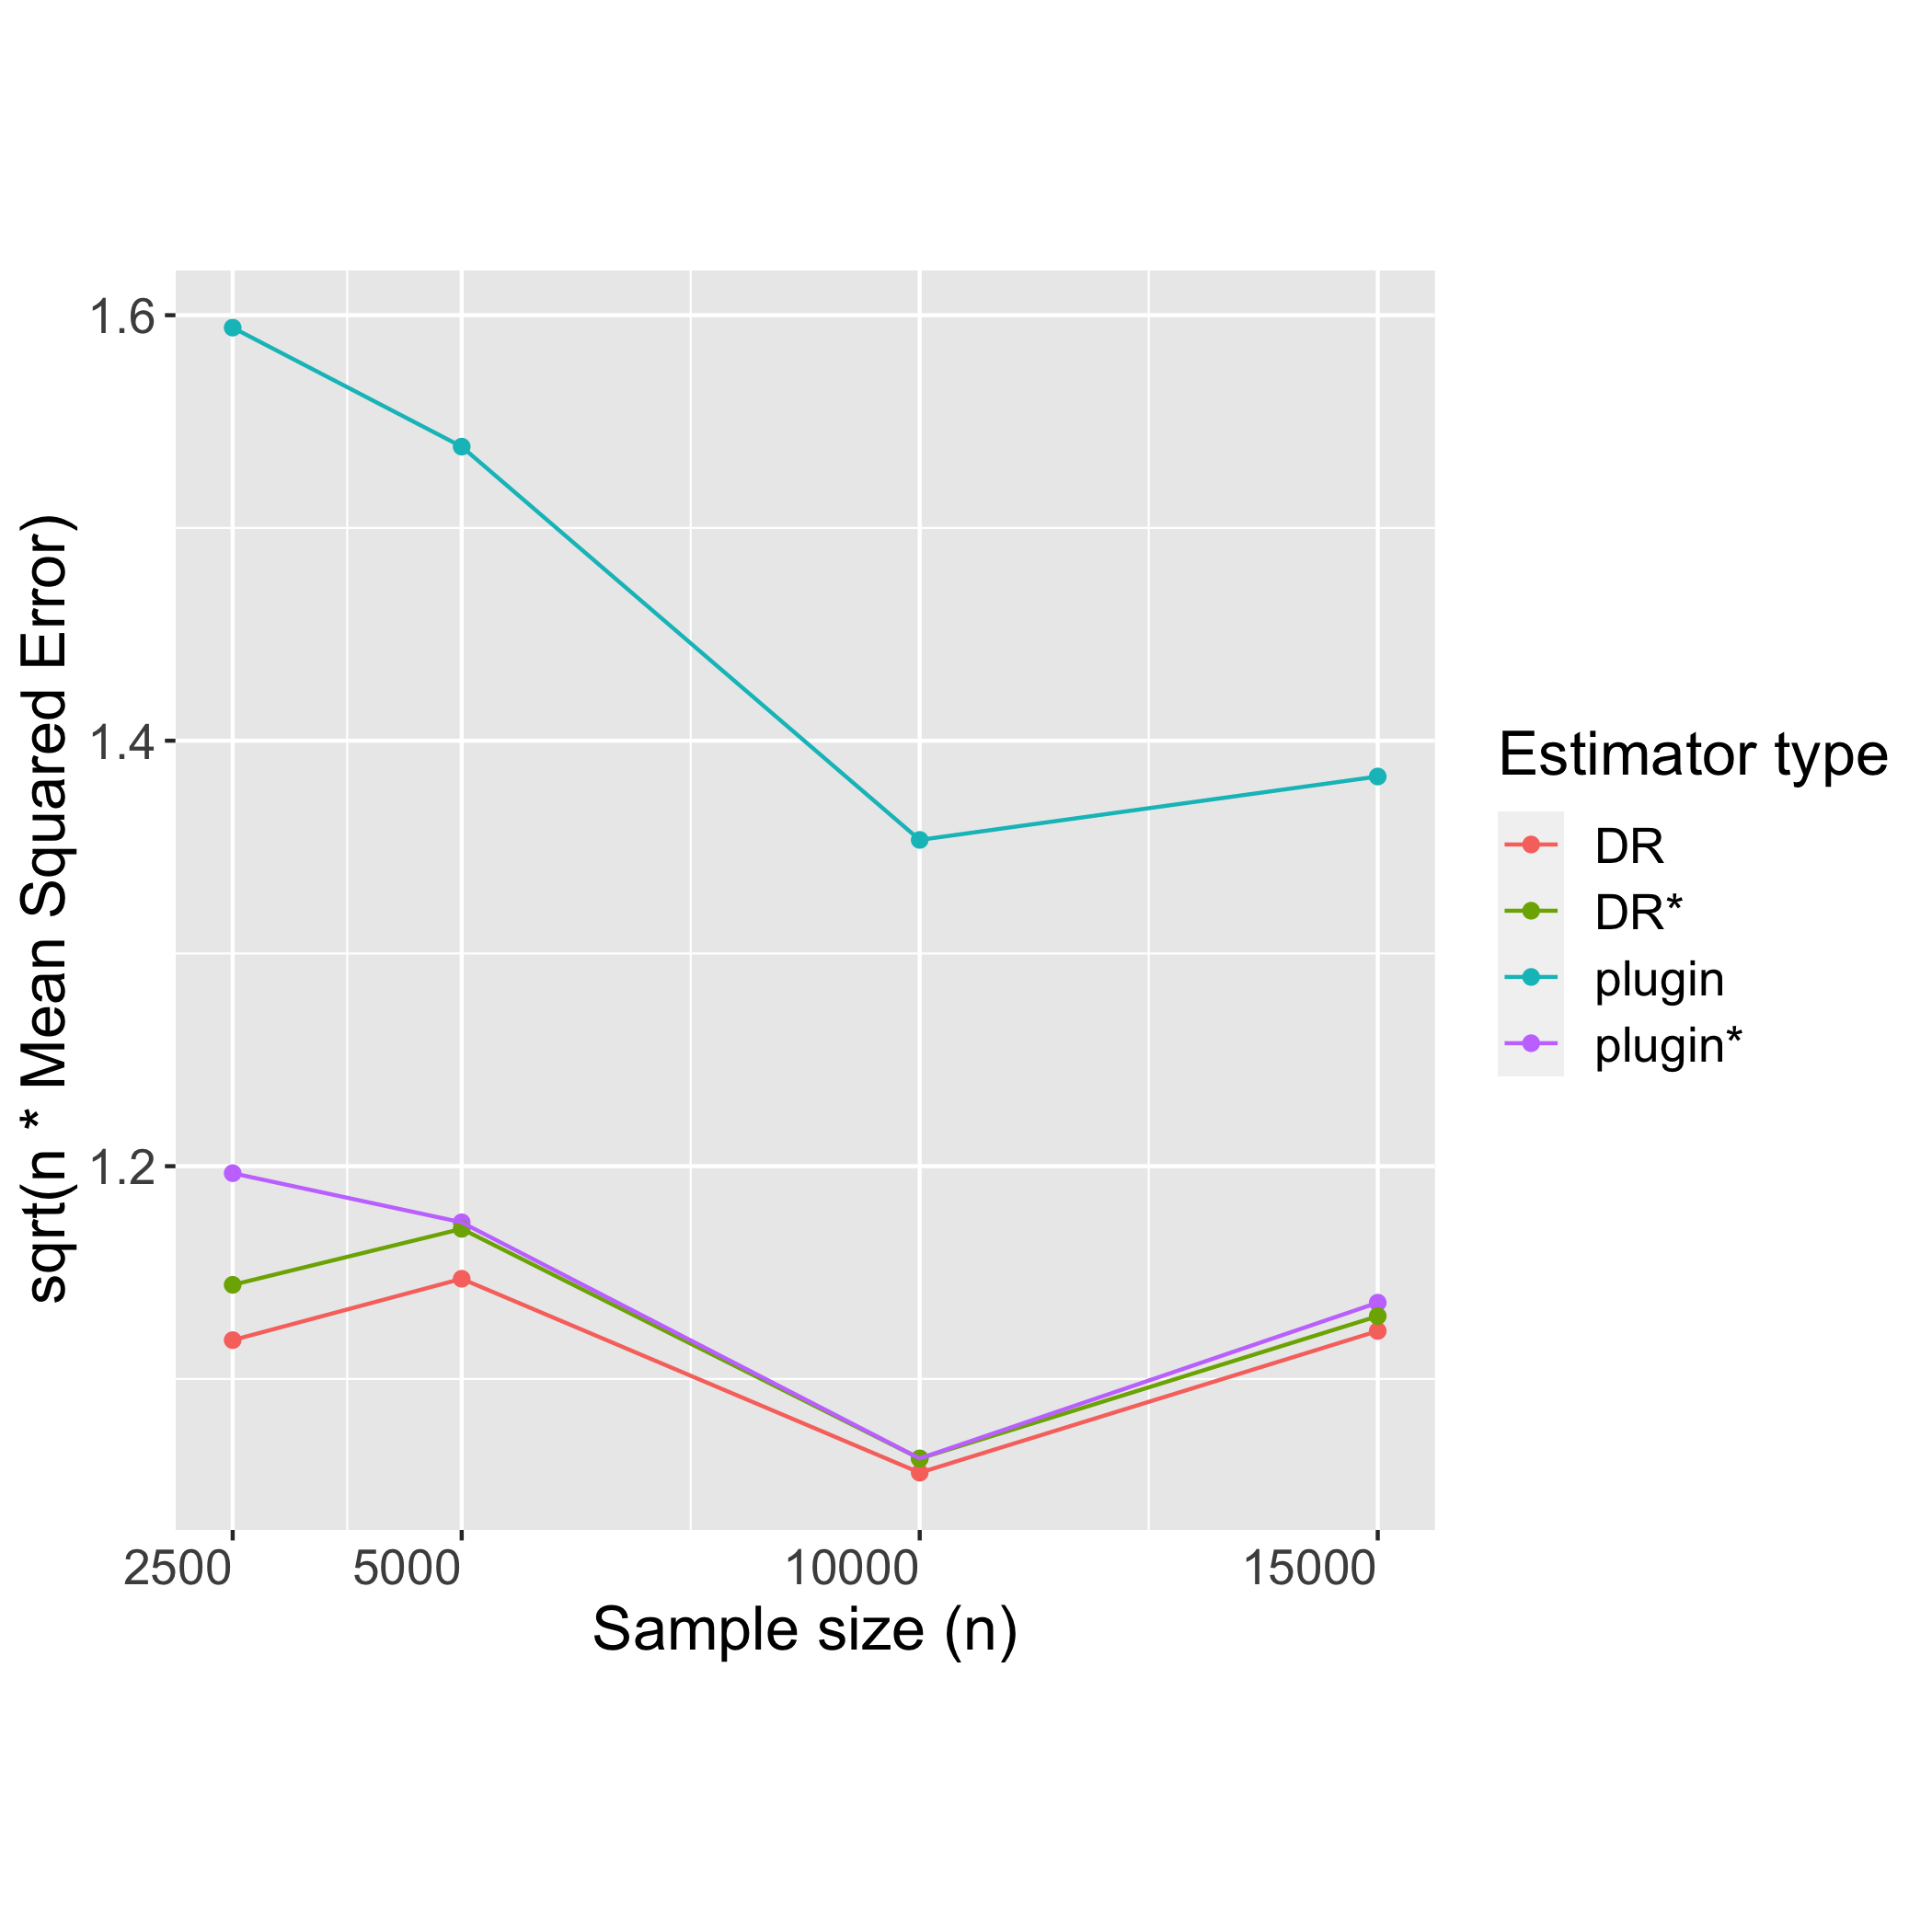 sqrt(n * Mean Squared Error)
1.6
1.4
1.2
2500 5000 10000 15000
Sample size (n)
Estimator type
DR
DR*
plugin
plugin*